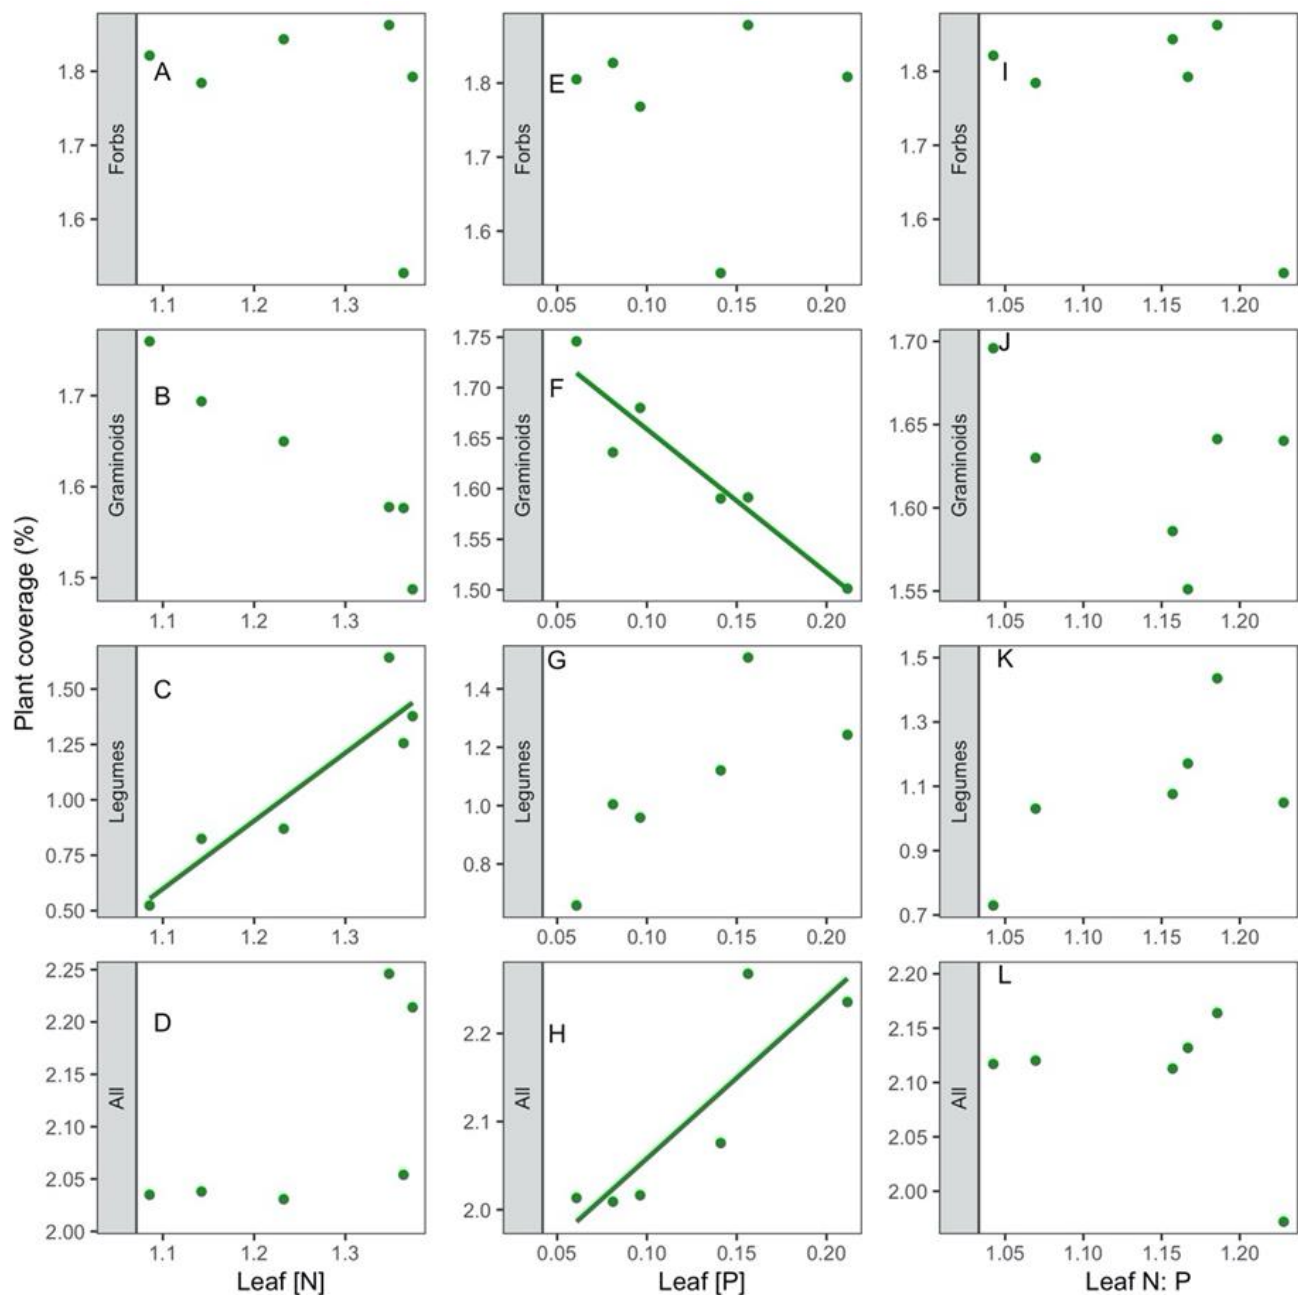 Plant coverage (%)
Forbs
A
1.8
1.7
1.6
1.1 1.2 1.3
Forbs
E
1.8
1.7
1.6
0.05 0.10 0.15 0.20
Forbs
I
1.8
1.7
1.6
1.05 1.10 1.15 1.20
Graminoids
B
1.7
1.6
1.5
1.1 1.2 1.3
Graminoids
F
1.75
1.70
1.65
1.60
1.55
1.50
0.05 0.10 0.15 0.20
Graminoids
J
1.70
1.65
1.60
1.55
1.05 1.10 1.15 1.20
Legumes
C
1.50
1.25
1.00
0.75
0.50
1.1 1.2 1.3
Legumes
G
1.4
1.2
1.0
0.8
0.05 0.10 0.15 0.20
Legumes
K
1.5
1.3
1.1
0.9
0.7
1.05 1.10 1.15 1.20
All
D
2.25
2.20
2.15
2.10
2.05
2.00
1.1 1.2 1.3
Leaf [N]
All
H
2.2
2.1
2.0
0.05 0.10 0.15 0.20
Leaf [P]
All
L
2.20
2.15
2.10
2.05
2.00
1.05 1.10 1.15 1.20
Leaf N: P